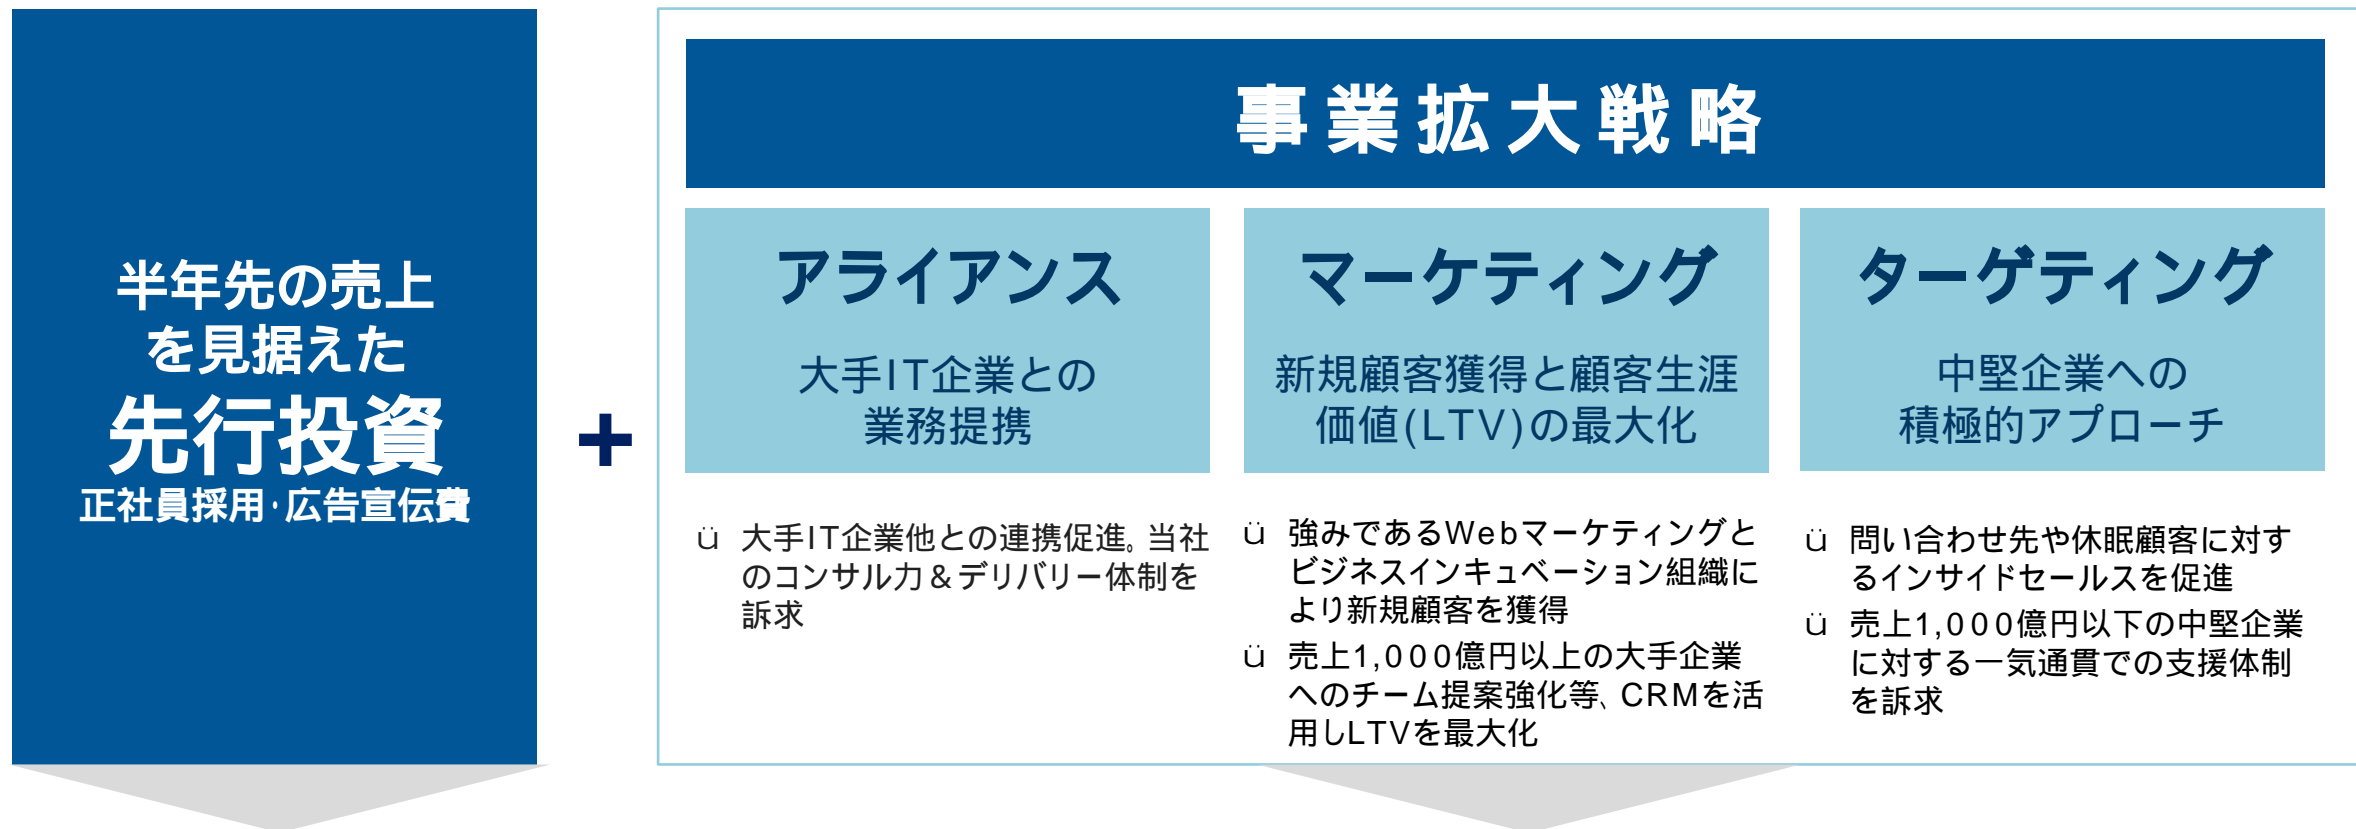 半年先の売上
を見据えた
先行投資
正社員採用・広告宣伝費
+
事業拡大戦略
アライアンス
大手IT企業との
業務提携
ü 大手IT企業他との連携促進。当社
のコンサル力＆デリバリー体制を
訴求
マーケティング
新規顧客獲得と顧客生涯
価値(LTV)の最大化
ü 強みであるWebマーケティングと
ビジネスインキュベーション組織に
より新規顧客を獲得
ü 売上1,000億円以上の大手企業
へのチーム提案強化等、CRMを活
用しLTVを最大化
ターゲティング
中堅企業への
積極的アプローチ
ü 問い合わせ先や休眠顧客に対す
るインサイドセールスを促進
ü 売上1,000億円以下の中堅企業
に対する一気通貫での支援体制
を訴求